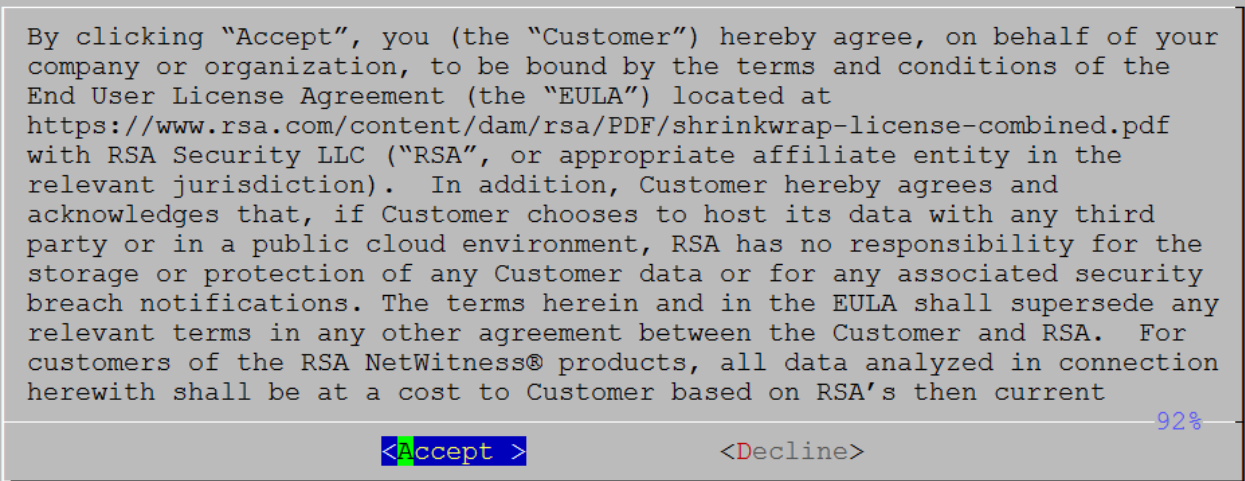 By clicking “Accept”, you (the “Customer”) hereby agree, on behalf of your
company or organization, to be bound by the terms and conditions of the
End User License Agreement (the “EULA”) located at
https://www.rsa.com/content/dam/rsa/PDF/shrinkwrap-license-combined.pdf
with RSA Security LLC (“RSA”, or appropriate affiliate entity in the
relevant jurisdiction).  In addition, Customer hereby agrees and
acknowledges that, if Customer chooses to host its data with any third
party or in a public cloud environment, RSA has no responsibility for the
storage or protection of any Customer data or for any associated security
breach notifications. The terms herein and in the EULA shall supersede any
relevant terms in any other agreement between the Customer and RSA.  For
customers of the RSA NetWitness® products, all data analyzed in connection
herewith shall be at a cost to Customer based on RSA’s then current
92%
<Accept > <Decline>